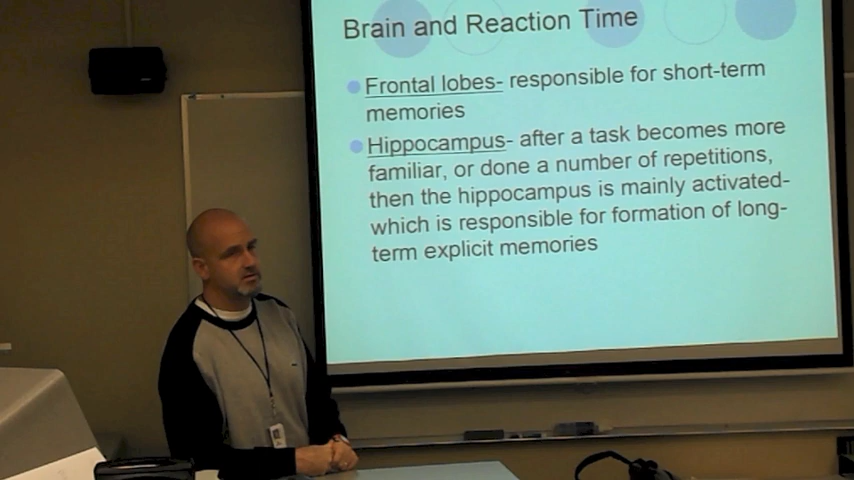 Brain and Reaction Time
Frontal lobes- responsible for short-term
memories
Hippocampus- after a task becomes more
familiar, or done a number of repetitions,
then the hippocampus is mainly activated-
which is responsible for formation of long-
term explicit memories